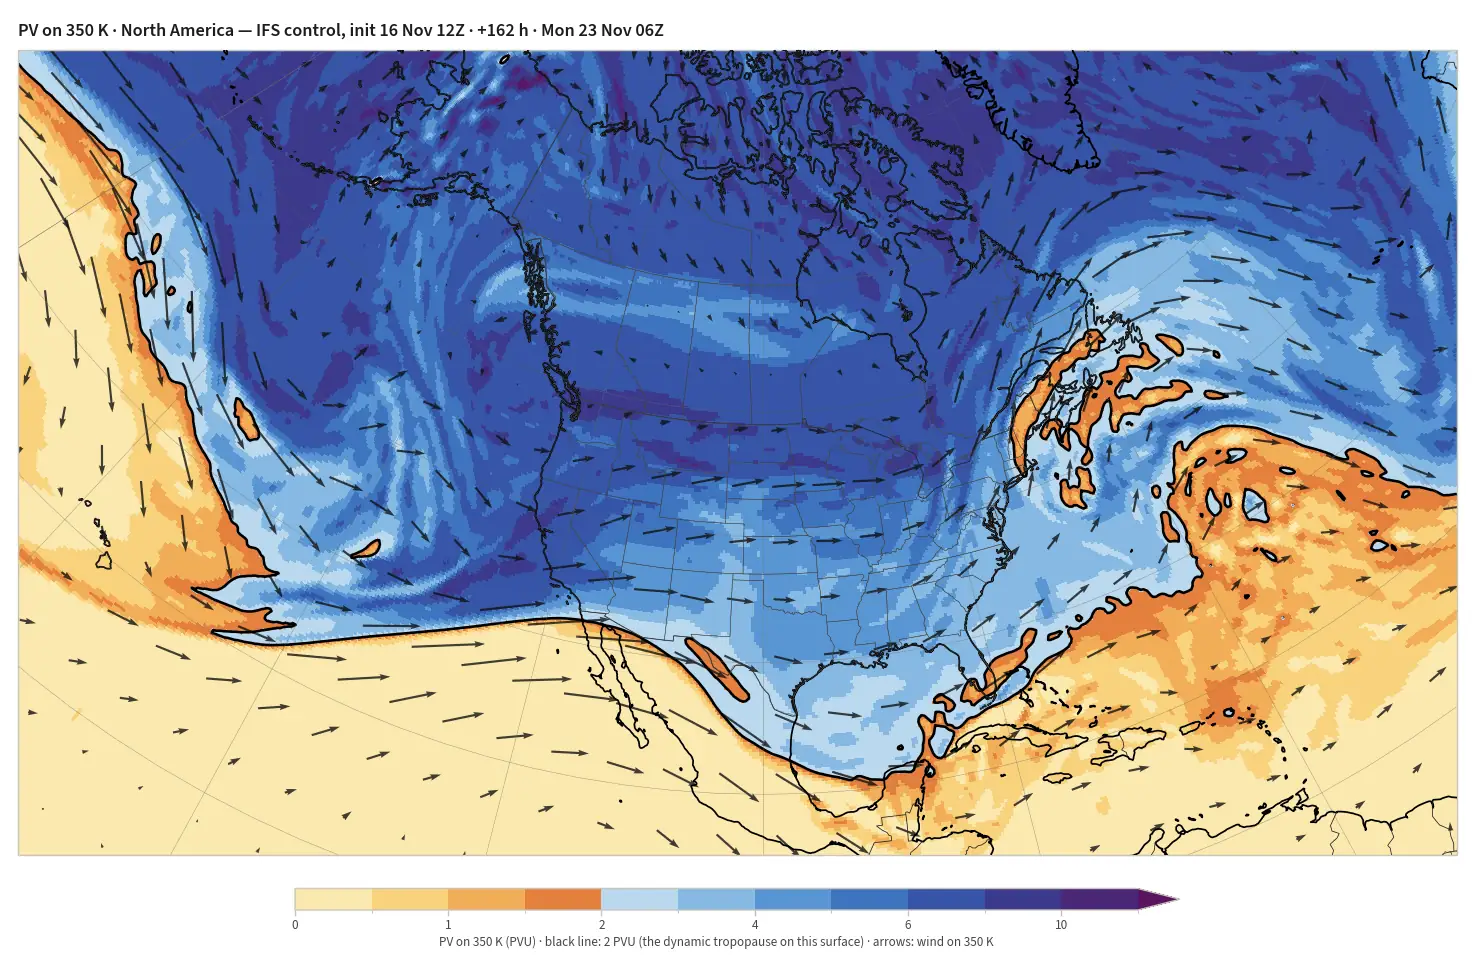 PV on 350 K · North America — IFS control, init 16 Nov 12Z · +162 h · Mon 23 Nov 06Z
0 1 2 4 6 10
PV on 350 K (PVU) · black line: 2 PVU (the dynamic tropopause on this surface) · arrows: wind on 350 K